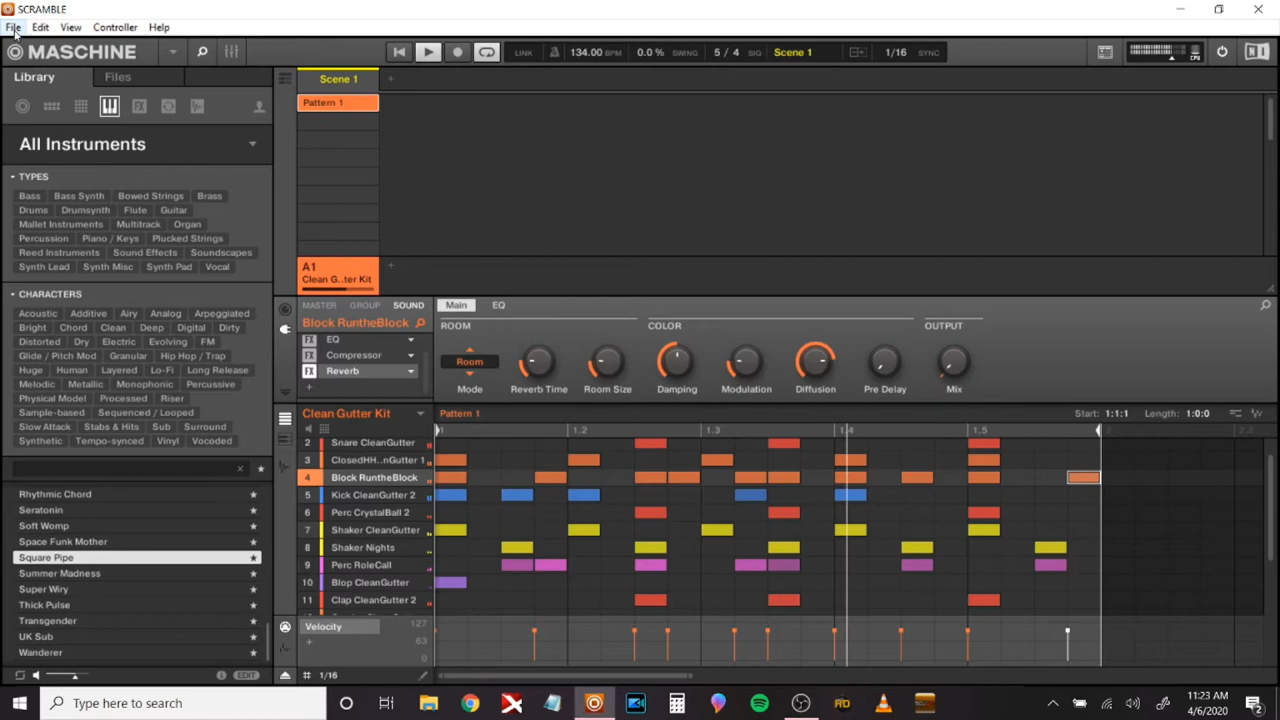 SCRAMBLE
File Edit View Controller Help
MASCHINE LINK 134.00 BPM 0.0% SWING 5 / 4 SIG Scene 1 1/16 SYNC
Library Files
Scene 1 +
Pattern 1
All Instruments
TYPES
Bass Bass Synth Bowed Strings Brass
Drums Drumsynth Flute Guitar
Mallet Instruments Multitrack Organ
Percussion Piano / Keys Plucked Strings
Reed Instruments Sound Effects Soundscapes
Synth Lead Synth Misc Synth Pad Vocal
A1
Clean G..ter Kit
CHARACTERS
Acoustic Additive Airy Analog Arpeggiated
Bright Chord Clean Deep Digital Dirty
Distorted Dry Electric Evolving FM
Glide / Pitch Mod Granular Hip Hop / Trap
Huge Human Layered Lo-Fi Long Release
Melodic Metallic Monophonic Percussive
Physical Model Processed Riser
Sample-based Sequenced / Looped
Slow Attack Stabs & Hits Sub Surround
Synthetic Tempo-synced Vinyl Vocoded
MASTER GROUP SOUND
Block RuntheBlock
FX EQ
FX Compressor
FX Reverb
+
Main EQ
ROOM COLOR OUTPUT
Room
Mode Reverb Time Room Size Damping Modulation Diffusion Pre Delay Mix
Clean Gutter Kit Pattern 1 Start: 1:1:1 Length: 1:0:0
1 1.2 1.3 1.4 1.5 2 2.2
2 Snare CleanGutter
3 ClosedHH..nGutter 1
4 Block RuntheBlock
5 Kick CleanGutter 2
6 Perc CrystalBall 2
7 Shaker CleanGutter
8 Shaker Nights
9 Perc RoleCall
10 Blop CleanGutter
11 Clap CleanGutter 2
Velocity 127
63
0
1/16
Rhythmic Chord
Seratonin
Soft Womp
Space Funk Mother
Square Pipe
Summer Madness
Super Wiry
Thick Pulse
Transgender
UK Sub
Wanderer
EDIT
Type here to search
11:23 AM
4/6/2020